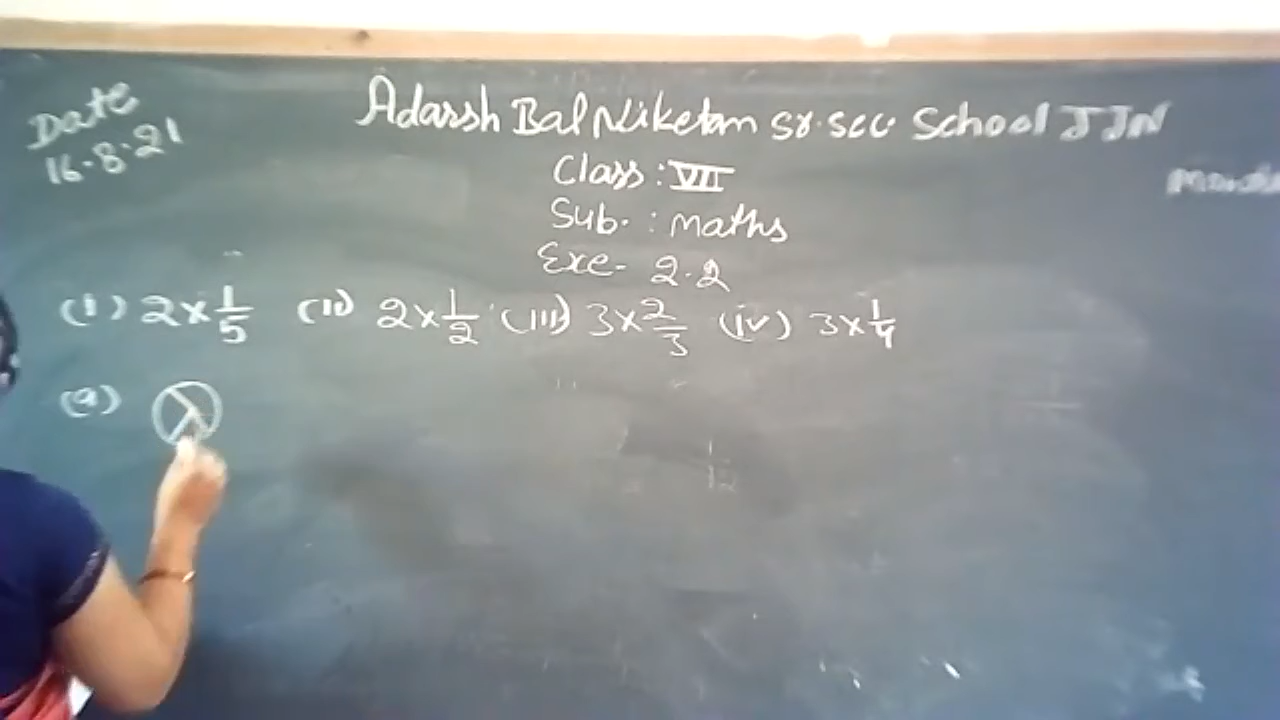 Date
16.8.21
Adarsh Bal Niketan Sr. Sec School JJN
Class : VII
Sub. : maths
Exe- 2.2
(i) 2 × 1/5 (ii) 2 × 1/2 (iii) 3 × 2/3 (iv) 3 × 1/4
(a)